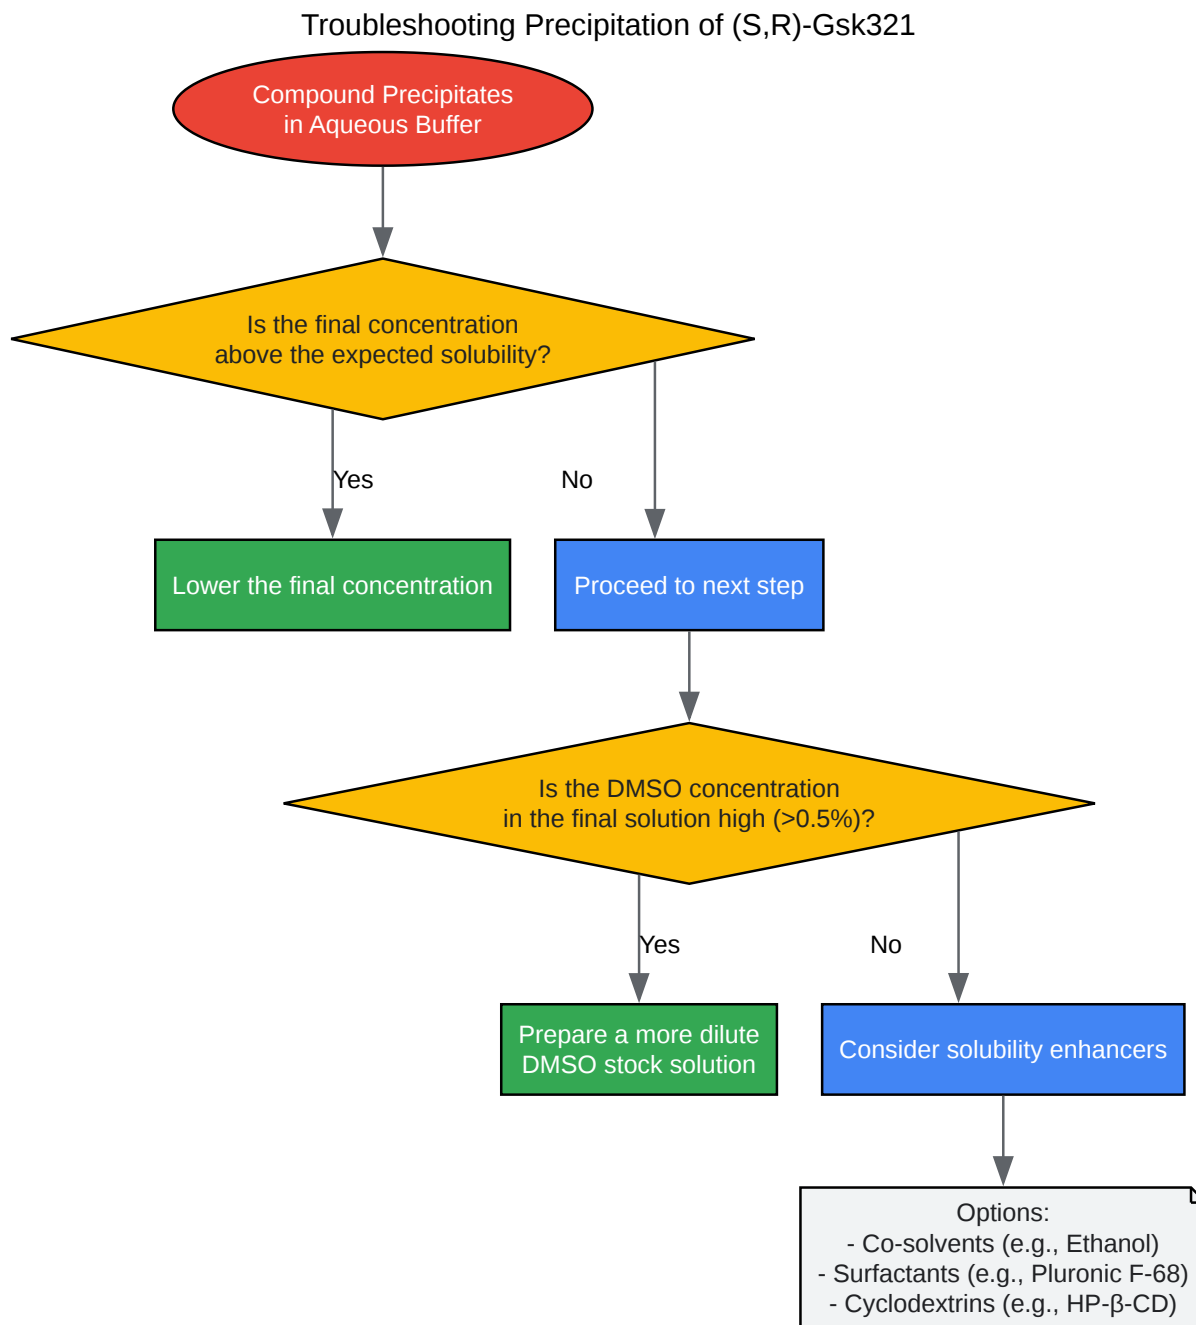 Troubleshooting Precipitation of (S,R)-Gsk321
Compound Precipitates
in Aqueous Buffer
Is the final concentration
above the expected solubility?
Yes
No
Lower the final concentration
Proceed to next step
Is the DMSO concentration
in the final solution high (>0.5%)?
Yes
No
Prepare a more dilute
DMSO stock solution
Consider solubility enhancers
Options:
- Co-solvents (e.g., Ethanol)
- Surfactants (e.g., Pluronic F-68)
- Cyclodextrins (e.g., HP-β-CD)